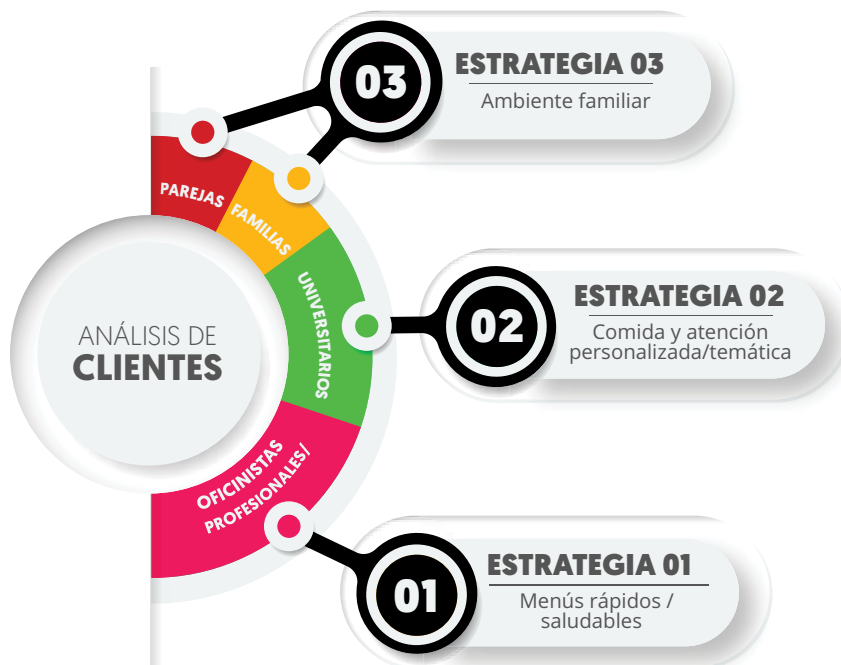 03
ESTRATEGIA 03
Ambiente familiar
PAREJAS
FAMILIAS
UNIVERSITARIOS
02
ESTRATEGIA 02
Comida y atención
personalizada/temática
ANÁLISIS DE
CLIENTES
OFICINISTAS
PROFESIONALES/
01
ESTRATEGIA 01
Menús rápidos /
saludables